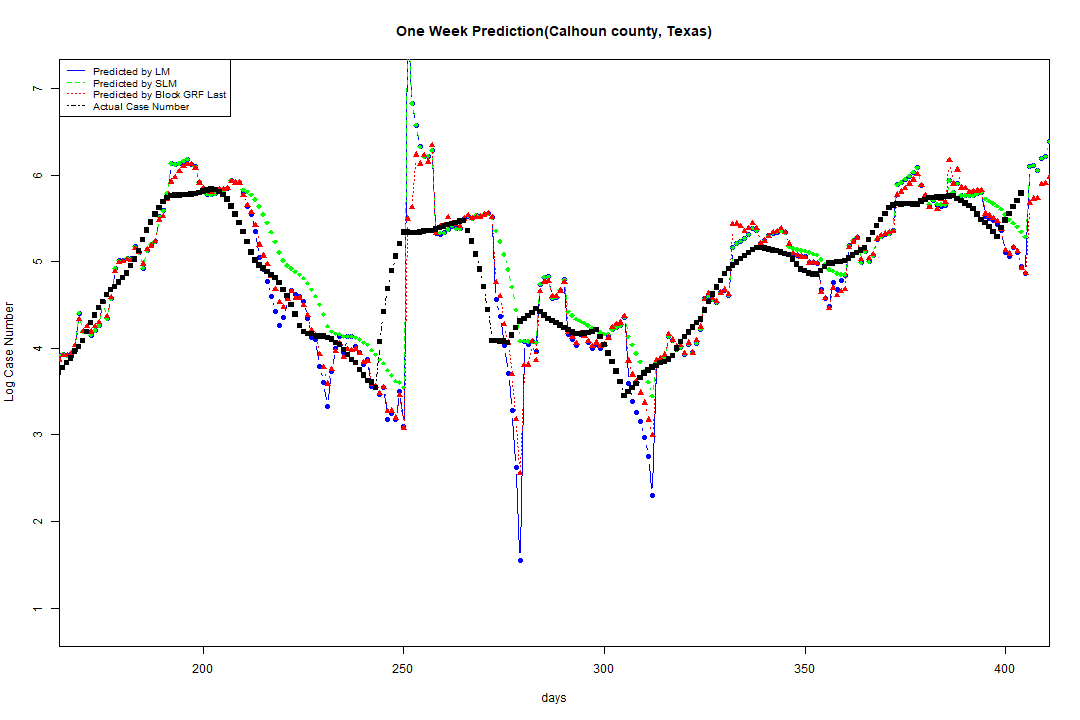 One Week Prediction(Calhoun county, Texas)
Predicted by LM
Predicted by SLM
Predicted by Block GRF Last
Actual Case Number
7
6
5
4
3
2
1
Log Case Number
200
250
300
350
400
days